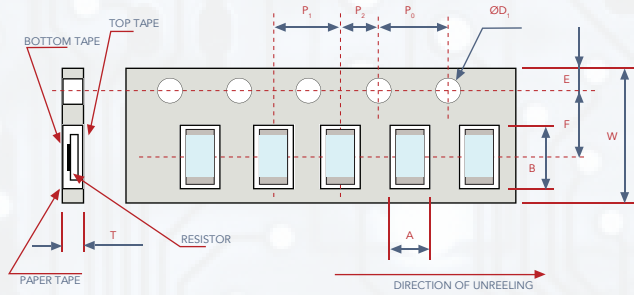 P₁
P₂
P₀
ØD₁
TOP TAPE
BOTTOM TAPE
E
F
W
B
A
T
RESISTOR
PAPER TAPE
DIRECTION OF UNREELING